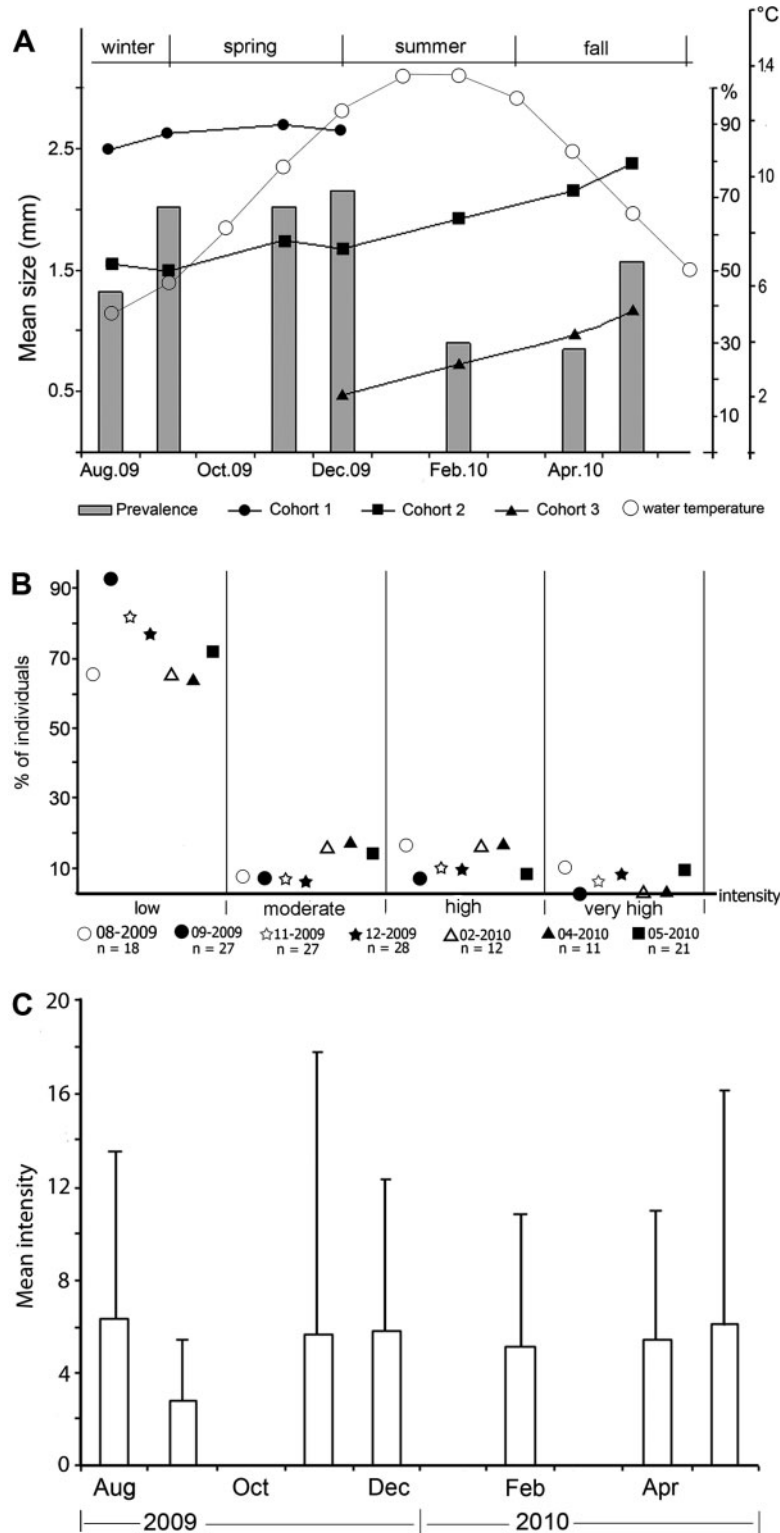 A
°C
winter spring summer fall
14
%
90
2.5
10
70
Mean size (mm)
1.5
50
6
30
0.5
2
10
Aug.09 Oct.09 Dec.09 Feb.10 Apr.10
Prevalence Cohort 1 Cohort 2 Cohort 3 water temperature
B
90
70
% of individuals
50
30
10
intensity
low moderate high very high
08-2009 09-2009 11-2009 12-2009 02-2010 04-2010 05-2010
n = 18 n = 27 n = 27 n = 28 n = 12 n = 11 n = 21
C
20
16
12
Mean intensity
8
4
0
Aug Oct Dec Feb Apr
2009 2010